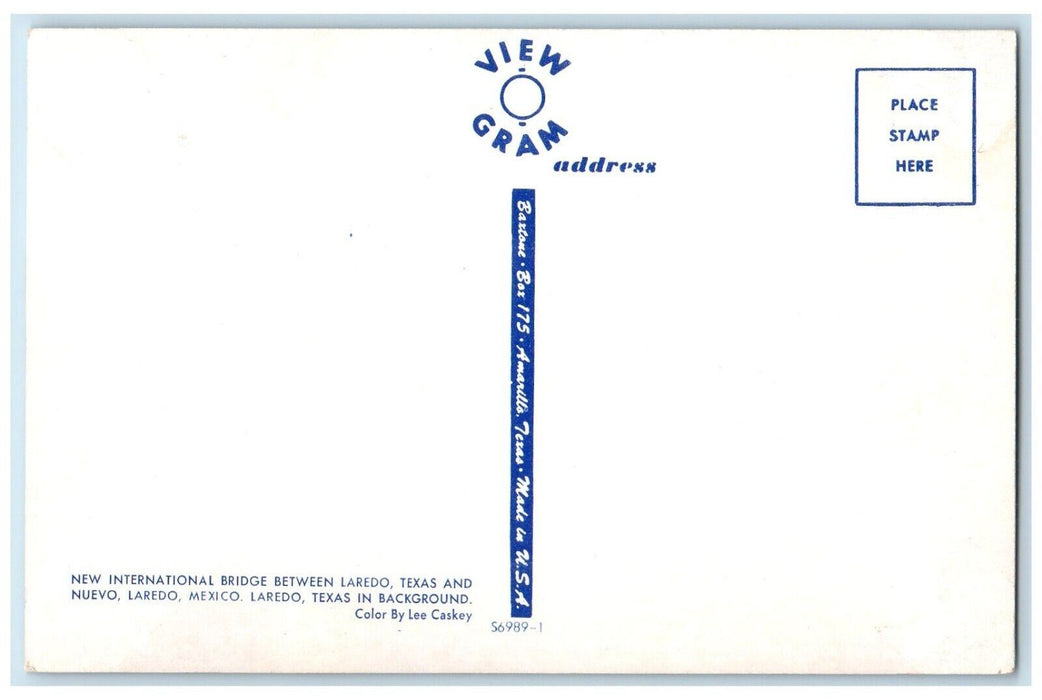 VIEW
GRAM
address
PLACE
STAMP
HERE
Baxtone · Box 175 · Amarillo, Texas · Made in U.S.A.
NEW INTERNATIONAL BRIDGE BETWEEN LAREDO, TEXAS AND
NUEVO, LAREDO, MEXICO. LAREDO, TEXAS IN BACKGROUND.
Color By Lee Caskey
S6989-1